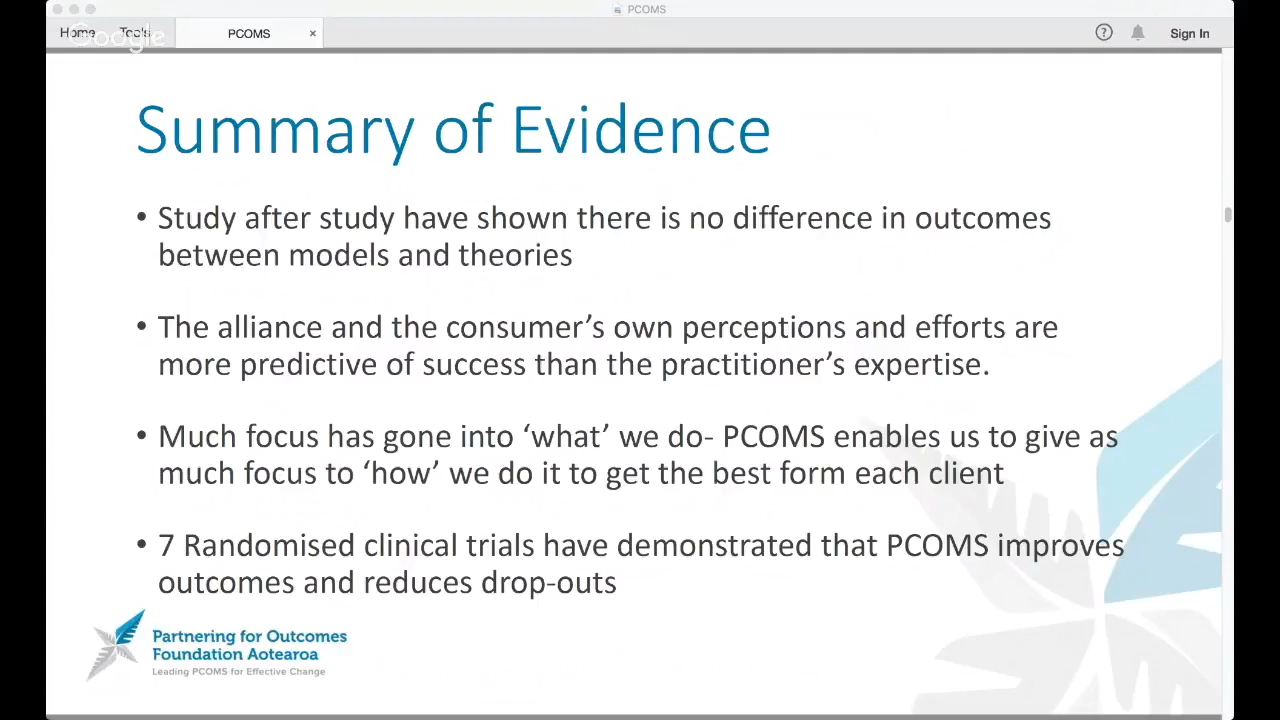 PCOMS
Home Tools PCOMS × ? Sign In
Google
Summary of Evidence
• Study after study have shown there is no difference in outcomes
between models and theories
• The alliance and the consumer’s own perceptions and efforts are
more predictive of success than the practitioner’s expertise.
• Much focus has gone into ‘what’ we do- PCOMS enables us to give as
much focus to ‘how’ we do it to get the best form each client
• 7 Randomised clinical trials have demonstrated that PCOMS improves
outcomes and reduces drop-outs
Partnering for Outcomes
Foundation Aotearoa
Leading PCOMS for Effective Change